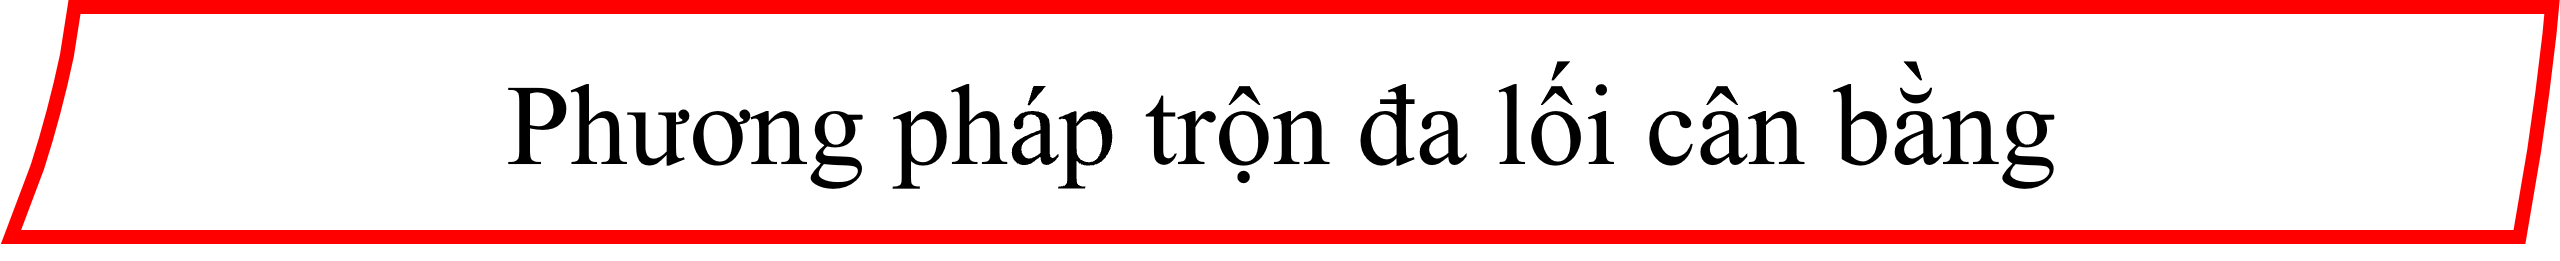 Phương pháp trộn đa lối cân bằng